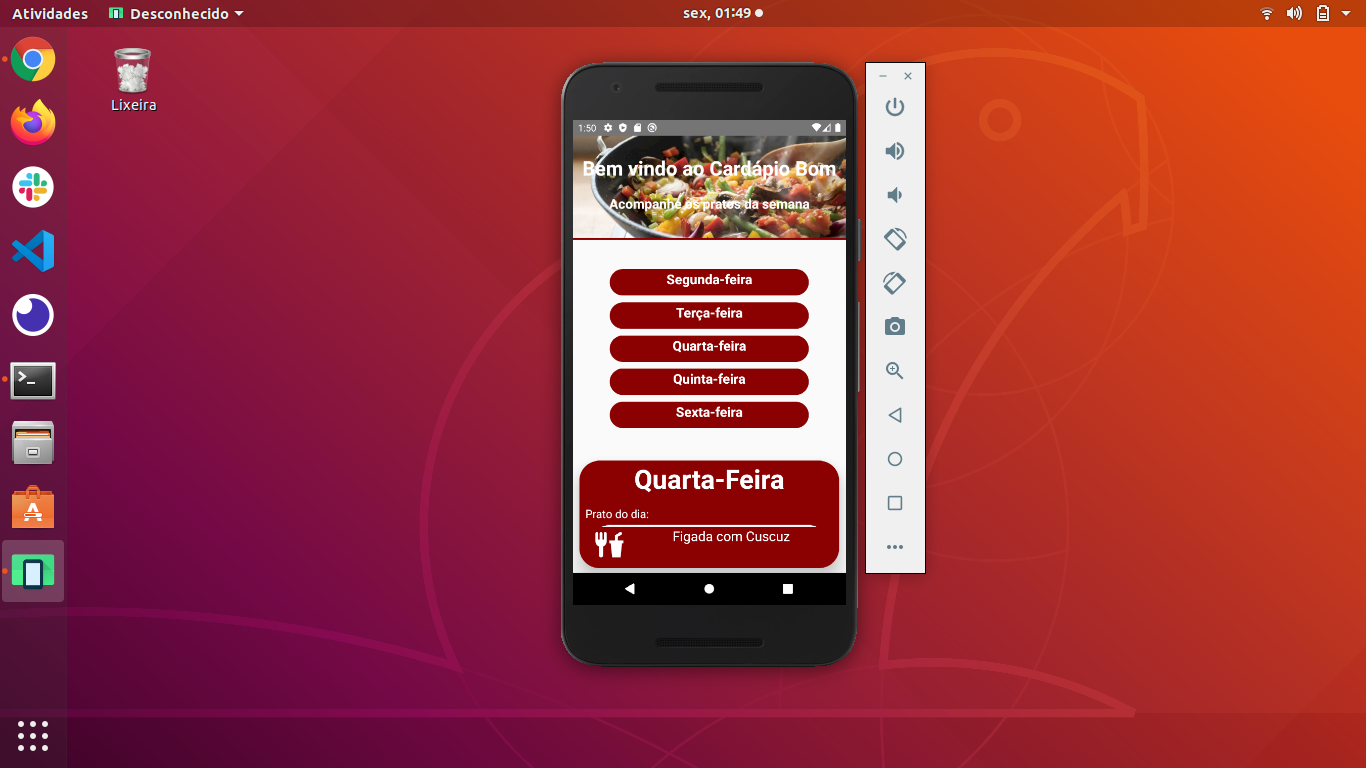 Atividades
Desconhecido
sex, 01:49
Lixeira
1:50
Bem vindo ao Cardápio Bom
Acompanhe os pratos da semana
Segunda-feira
Terça-feira
Quarta-feira
Quinta-feira
Sexta-feira
Quarta-Feira
Prato do dia:
Figada com Cuscuz